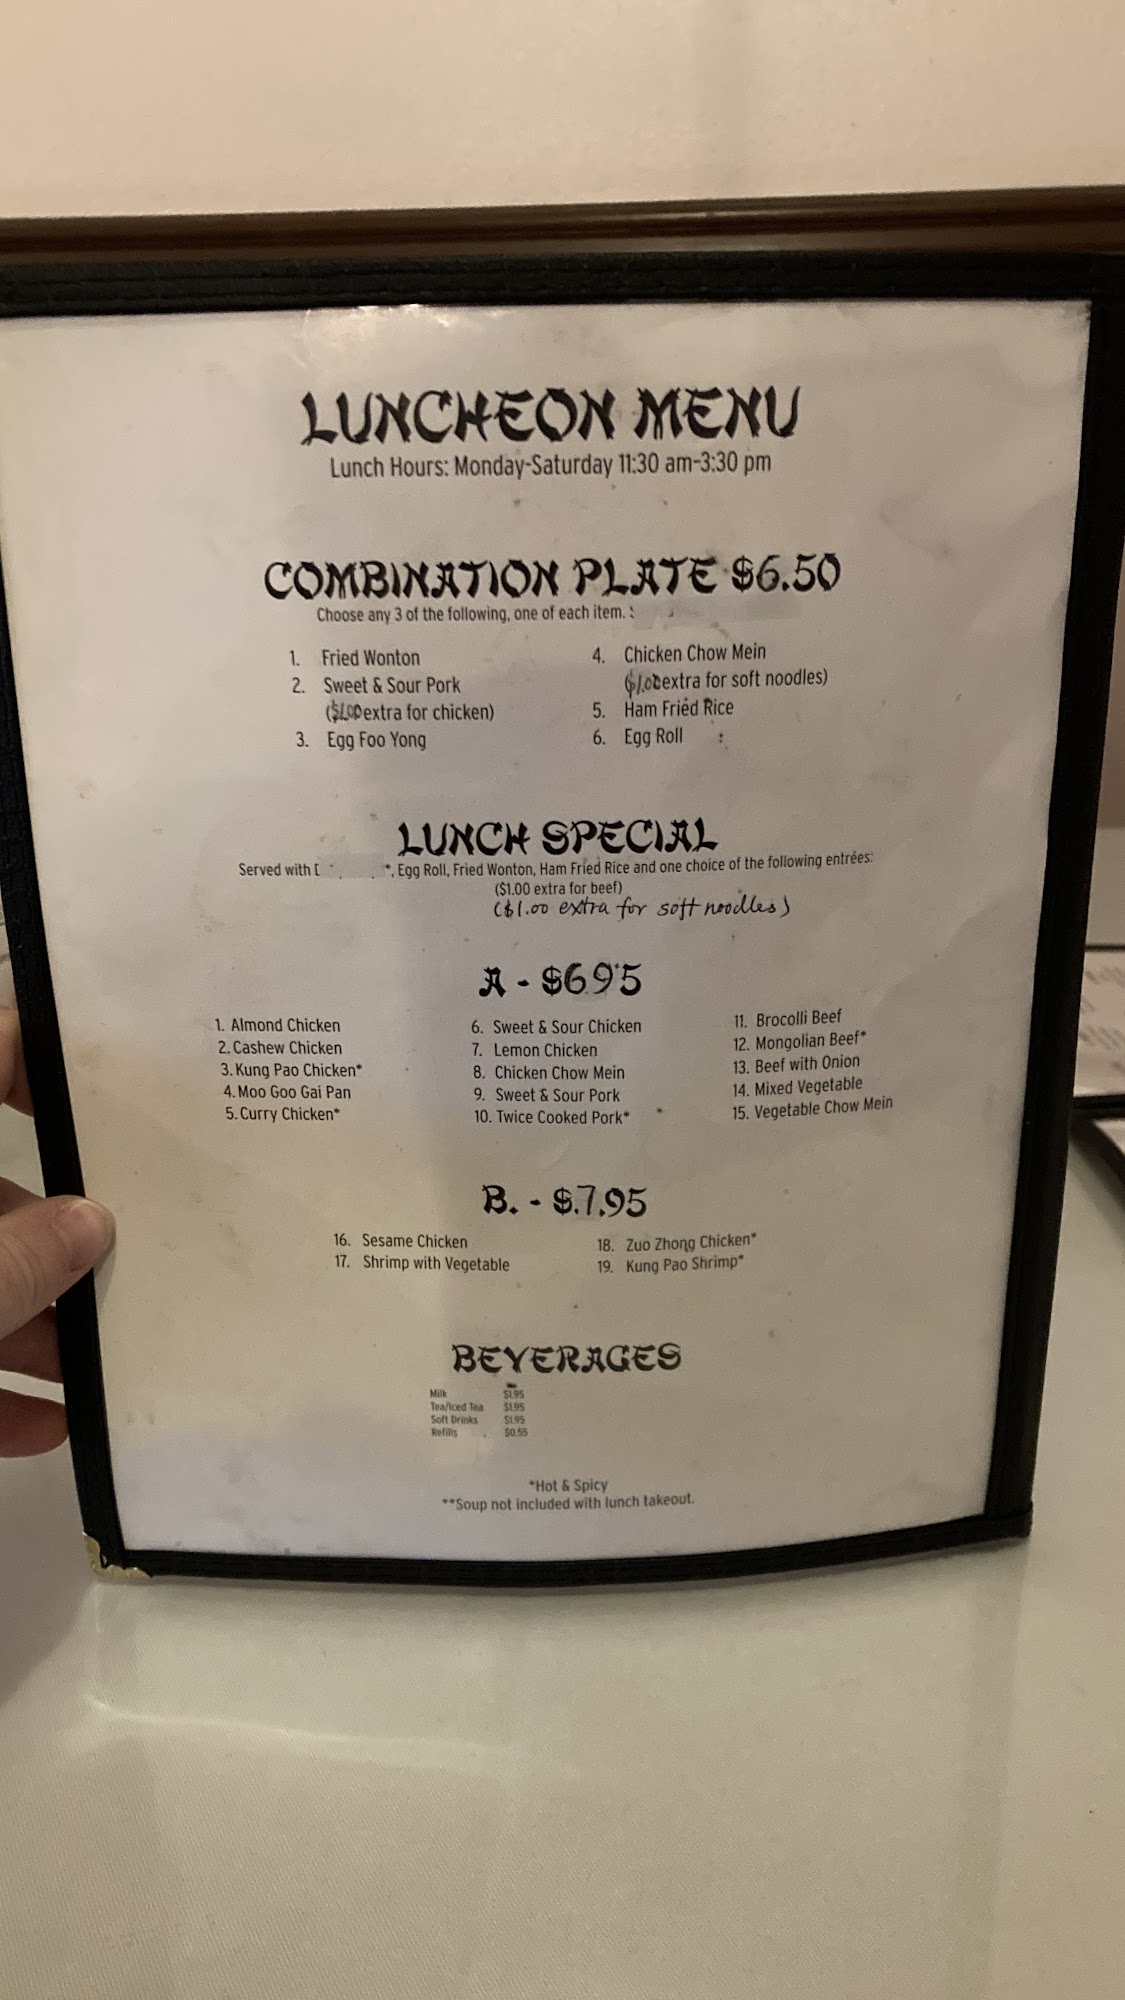 LUNCHEON MENU
Lunch Hours: Monday-Saturday 11:30 am-3:30 pm
COMBINATION PLATE $6.50
Choose any 3 of the following, one of each item.
1. Fried Wonton
2. Sweet & Sour Pork
($1.00 extra for chicken)
3. Egg Foo Yong
4. Chicken Chow Mein
($1.00 extra for soft noodles)
5. Ham Fried Rice
6. Egg Roll
LUNCH SPECIAL
Served with *, Egg Roll, Fried Wonton, Ham Fried Rice and one choice of the following entrées:
($1.00 extra for beef)
($1.00 extra for soft noodles)
A - $6.95
1. Almond Chicken
2. Cashew Chicken
3. Kung Pao Chicken*
4. Moo Goo Gai Pan
5. Curry Chicken*
6. Sweet & Sour Chicken
7. Lemon Chicken
8. Chicken Chow Mein
9. Sweet & Sour Pork
10. Twice Cooked Pork*
11. Brocolli Beef
12. Mongolian Beef*
13. Beef with Onion
14. Mixed Vegetable
15. Vegetable Chow Mein
B. - $.7.95
16. Sesame Chicken
17. Shrimp with Vegetable
18. Zuo Zhong Chicken*
19. Kung Pao Shrimp*
BEVERAGES
Milk $1.95
Tea/Iced Tea $1.95
Soft Drinks $1.95
Refills $0.55
*Hot & Spicy
**Soup not included with lunch takeout.